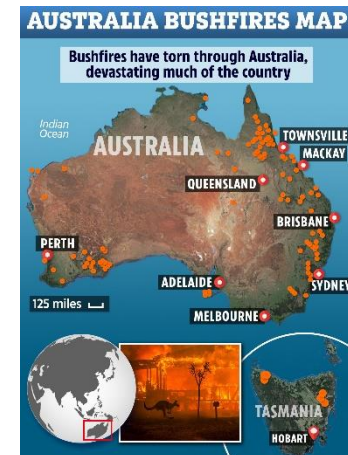 AUSTRALIA BUSHFIRES MAP
Bushfires have torn through Australia,
devastating much of the country
Indian
Ocean
AUSTRALIA
TOWNSVILLE
MACKAY
QUEENSLAND
BRISBANE
PERTH
ADELAIDE
SYDNEY
125 miles
MELBOURNE
TASMANIA
HOBART